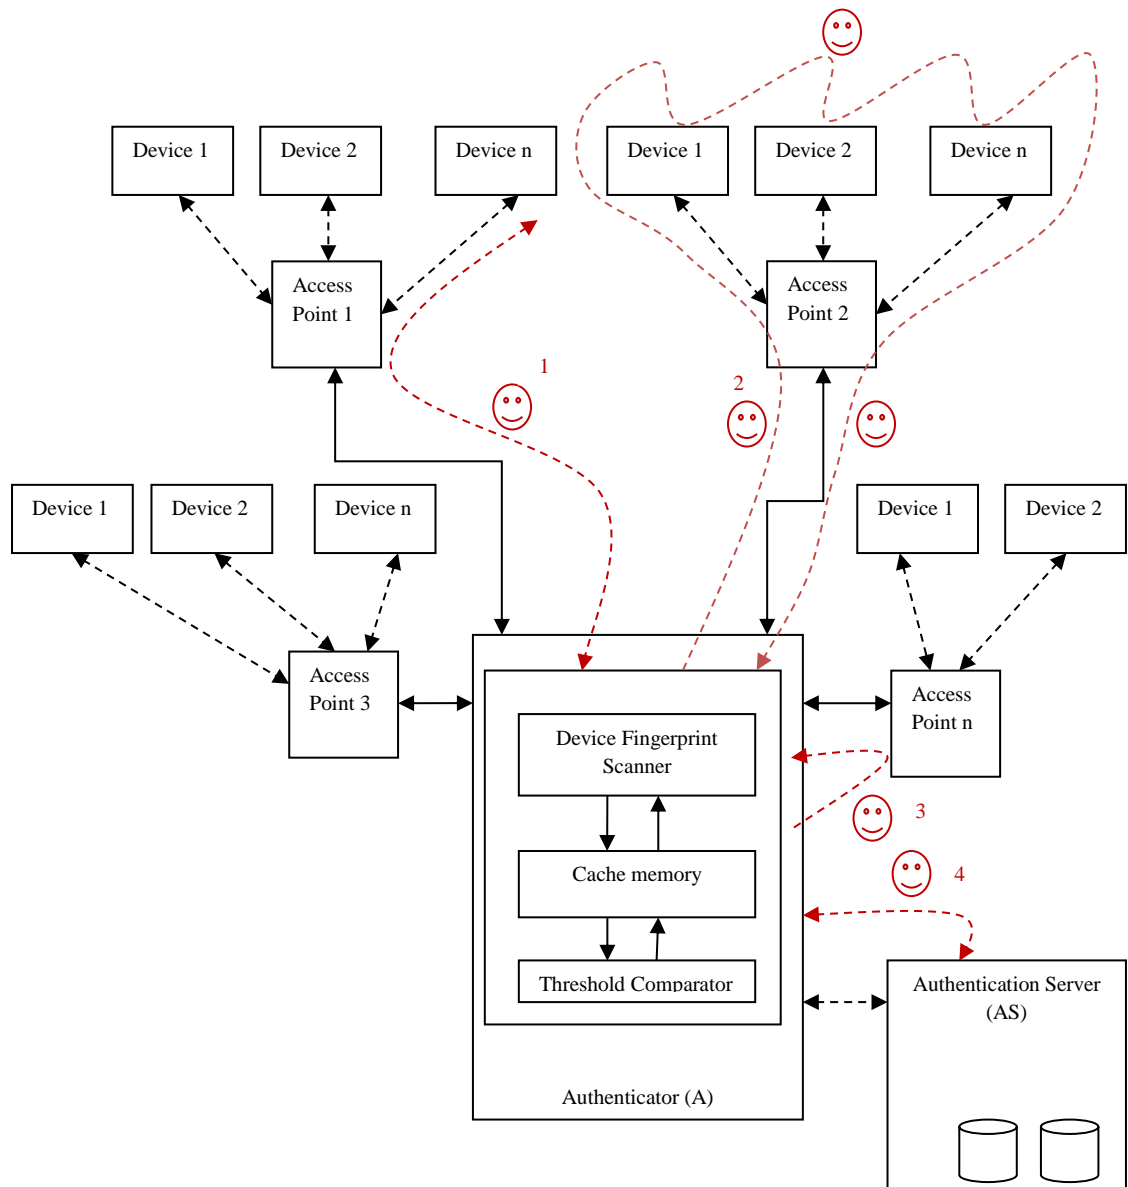 Device 1
Device 2
Device n
Device 1
Device 2
Device n
Access
Point 1
Access
Point 2
1
2
Device 1
Device 2
Device n
Device 1
Device 2
Access
Point 3
Access
Point n
Device Fingerprint
Scanner
3
Cache memory
4
Threshold Comparator
Authentication Server
(AS)
Authenticator (A)